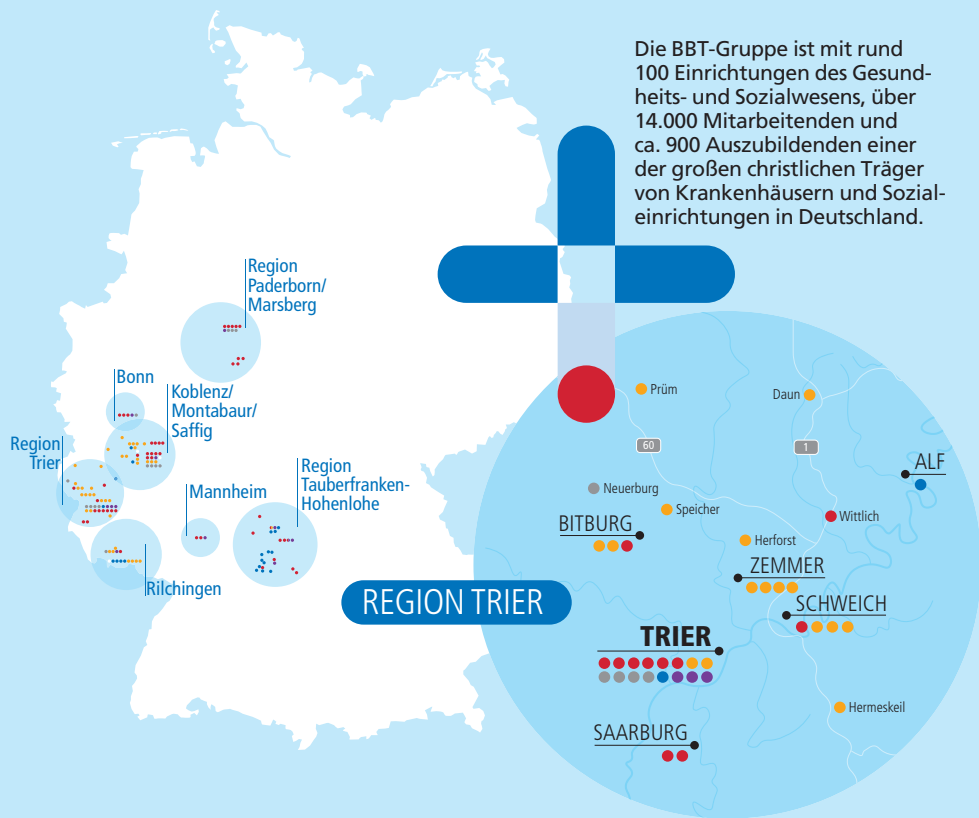 Die BBT-Gruppe ist mit rund
100 Einrichtungen des Gesund-
heits- und Sozialwesens, über
14.000 Mitarbeitenden und
ca. 900 Auszubildenden einer
der großen christlichen Träger
von Krankenhäusern und Sozial-
einrichtungen in Deutschland.
Region
Paderborn/
Marsberg
Bonn
Koblenz/
Montabaur/
Saffig
Region
Trier
Mannheim
Region
Tauberfranken-
Hohenlohe
Rilchingen
REGION TRIER
Prüm
Daun
60
1
ALF
Neuerburg
Speicher
Wittlich
BITBURG
Herforst
ZEMMER
SCHWEICH
TRIER
Hermeskeil
SAARBURG